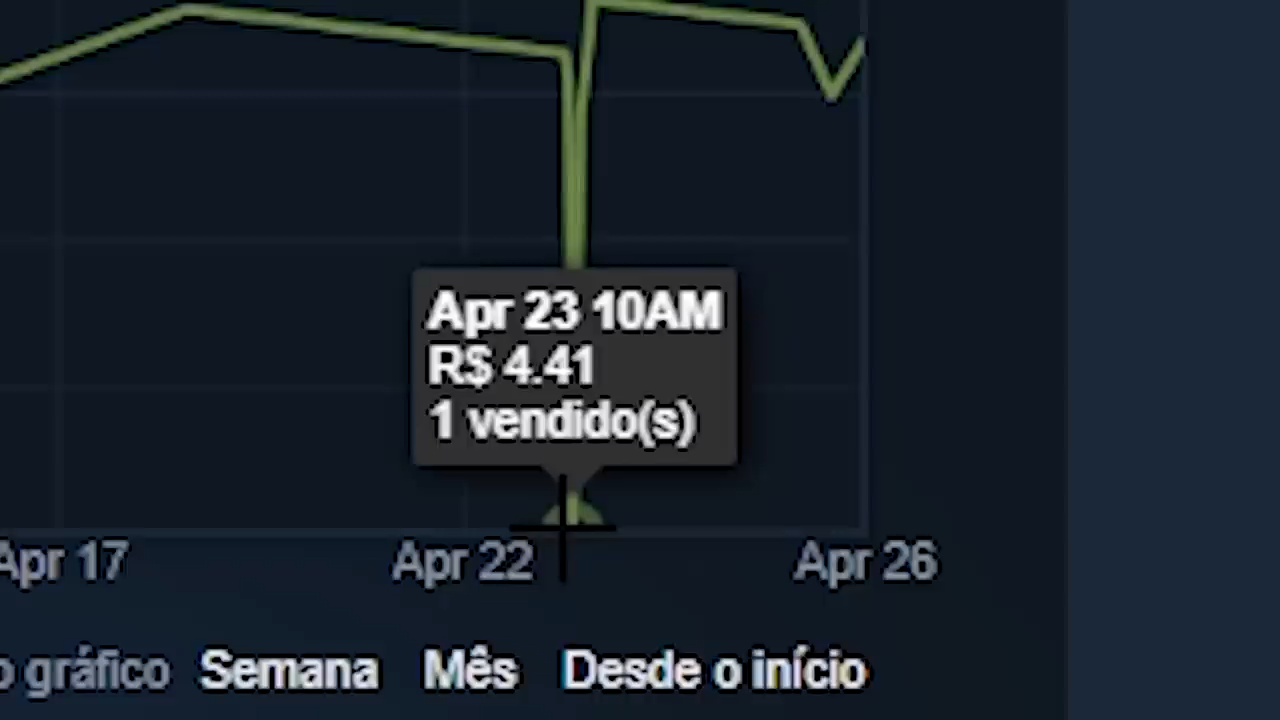 Apr 23 10AM
R$ 4.41
1 vendido(s)
Apr 17 Apr 22 Apr 26
o gráfico Semana Mês Desde o início